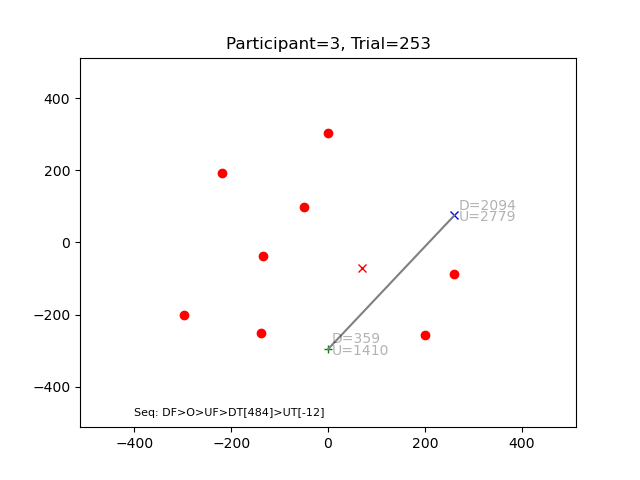 Participant=3, Trial=253
400
200
0
−200
−400
D=2094
U=2779
D=359
U=1410
Seq: DF>O>UF>DT[484]>UT[-12]
−400
−200
0
200
400